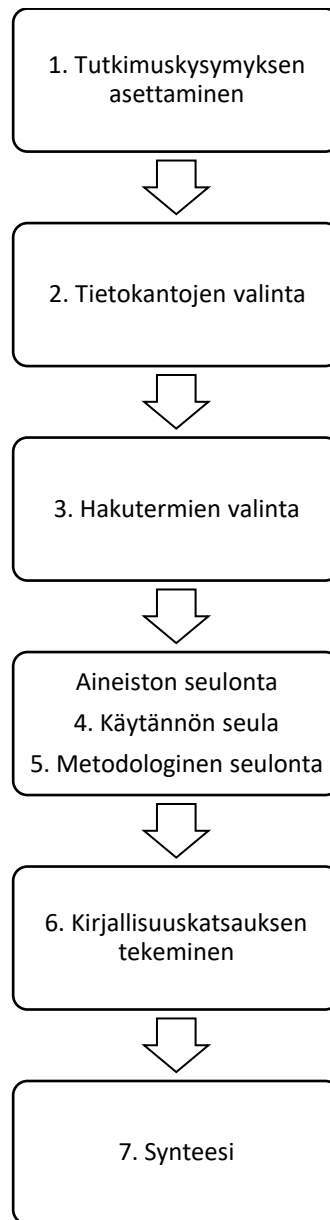 1. Tutkimuskysymyksen
asettaminen
2. Tietokantojen valinta
3. Hakutermien valinta
Aineiston seulonta
4. Käytännön seula
5. Metodologinen seulonta
6. Kirjallisuuskatsauksen
tekeminen
7. Synteesi